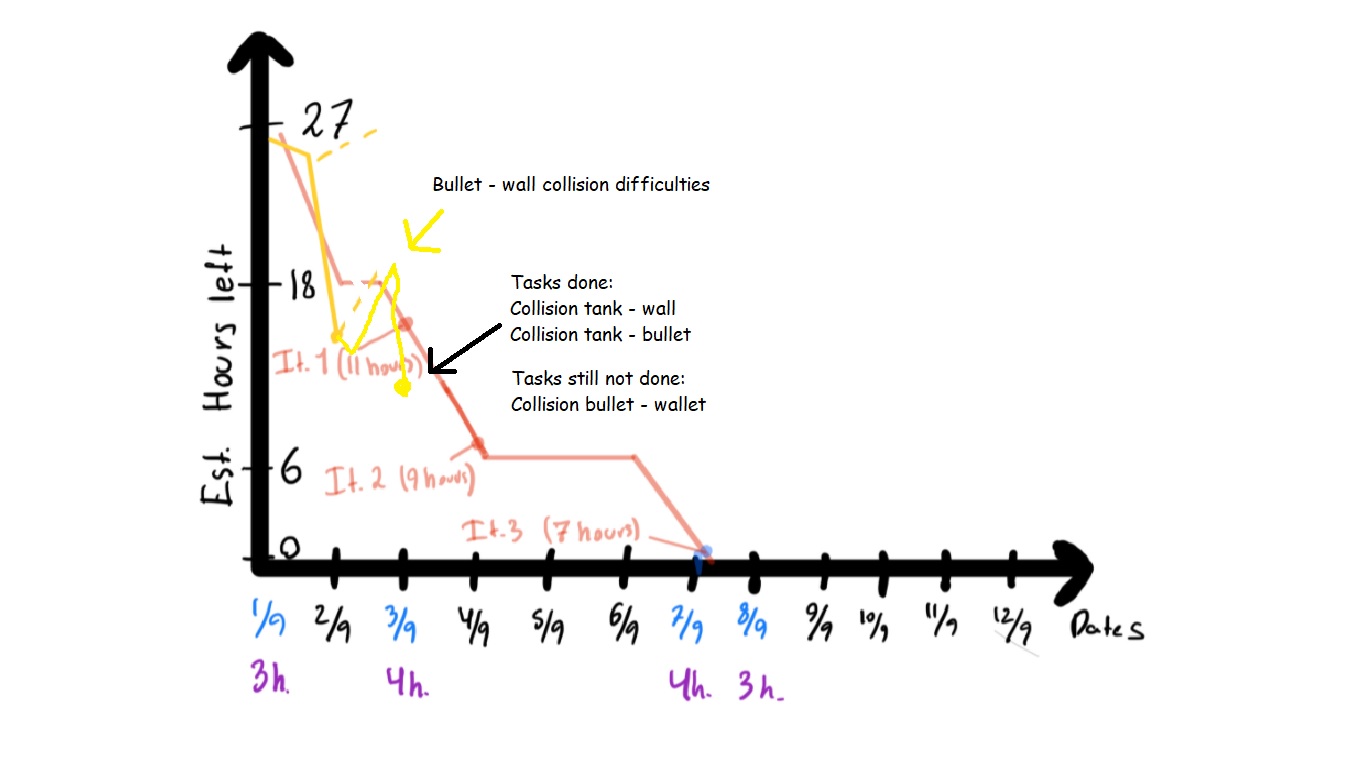 27
Bullet - wall collision difficulties
18
Tasks done:
Collision tank - wall
Collision tank - bullet
It. 1 (11 hours)
Tasks still not done:
Collision bullet - wallet
Est. Hours left
6
It. 2 (9 hours)
It.3 (7 hours)
0
1/9 2/9 3/9 4/9 5/9 6/9 7/9 8/9 9/9 10/9 11/9 12/9 Dates
3h. 4h. 4h. 3h.